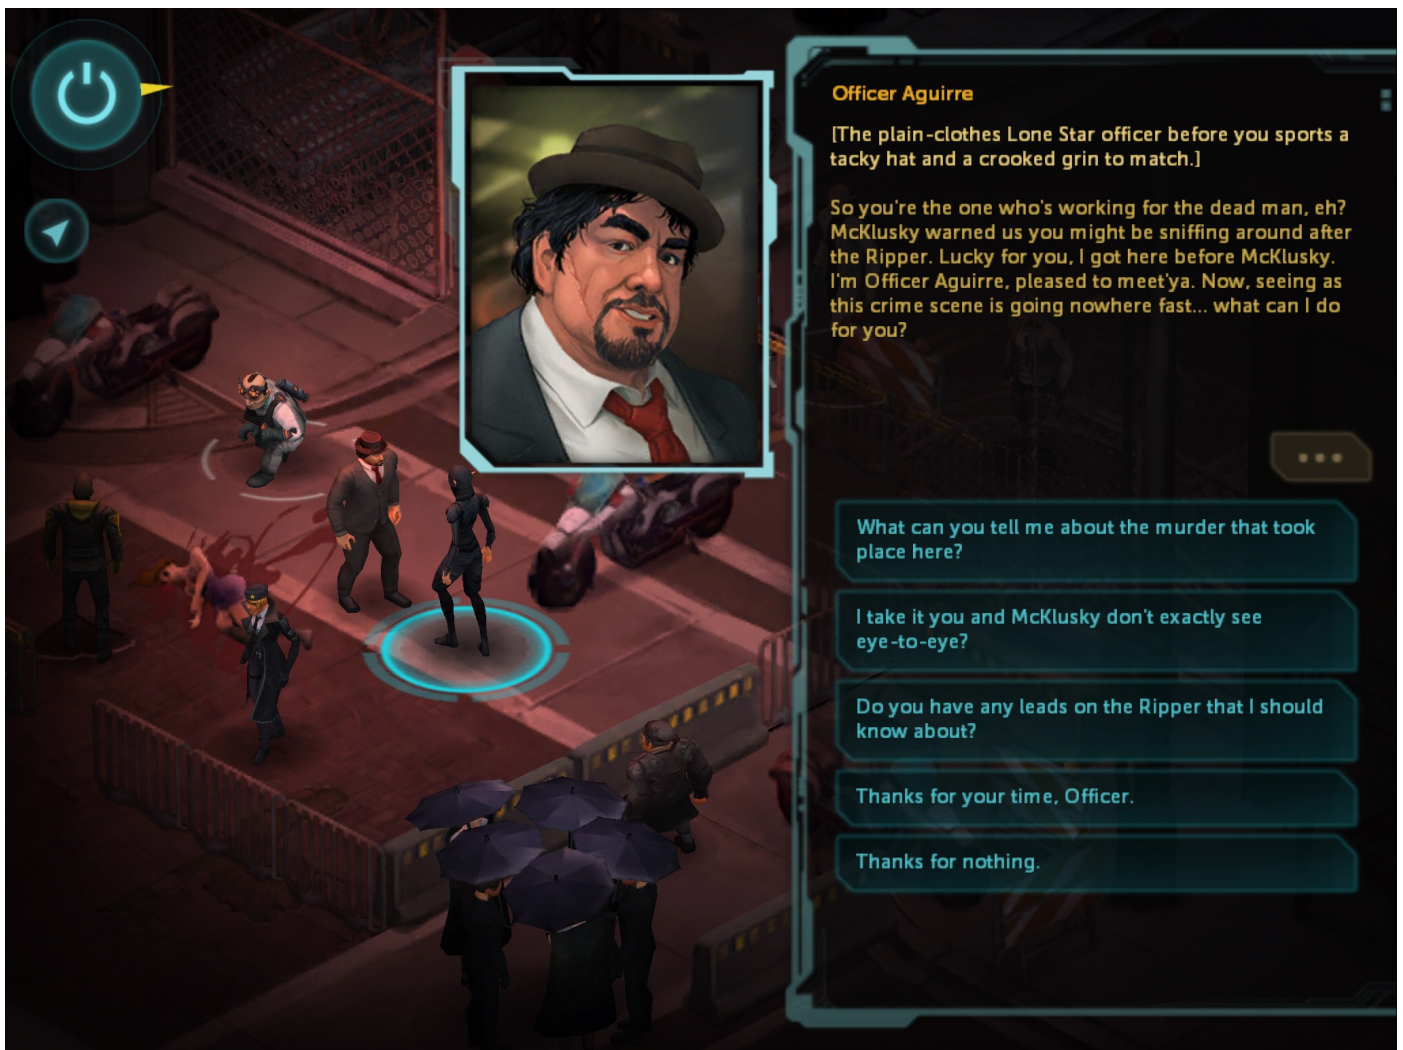 Officer Aguirre
[The plain-clothes Lone Star officer before you sports a
tacky hat and a crooked grin to match.]
So you're the one who's working for the dead man, eh?
McKlusky warned us you might be sniffing around after
the Ripper. Lucky for you, I got here before McKlusky.
I'm Officer Aguirre, pleased to meet'ya. Now, seeing as
this crime scene is going nowhere fast... what can I do
for you?
...
What can you tell me about the murder that took
place here?
I take it you and McKlusky don't exactly see
eye-to-eye?
Do you have any leads on the Ripper that I should
know about?
Thanks for your time, Officer.
Thanks for nothing.